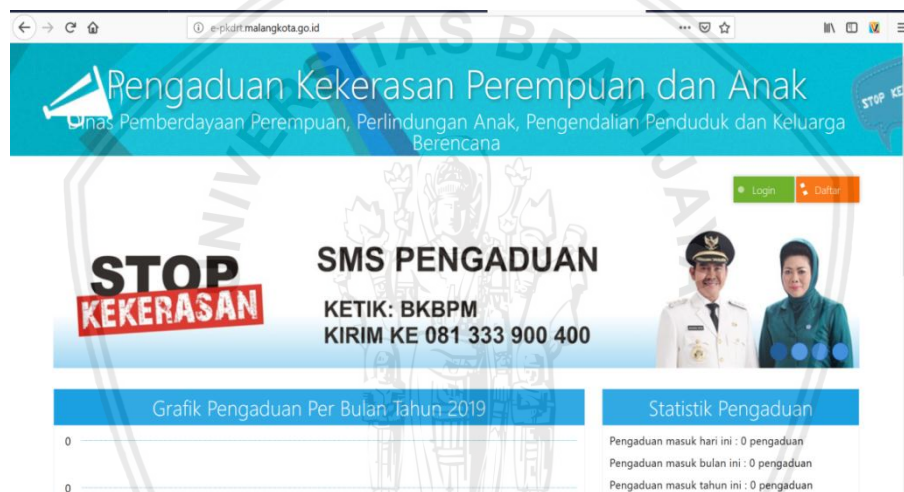 e-pkdrt.malangkota.go.id
Pengaduan Kekerasan Perempuan dan Anak
Dinas Pemberdayaan Perempuan, Perlindungan Anak, Pengendalian Penduduk dan Keluarga
Berencana
STOP KE
Login
Daftar
STOP
KEKERASAN
SMS PENGADUAN
KETIK: BKBPM
KIRIM KE 081 333 900 400
Grafik Pengaduan Per Bulan Tahun 2019
0
0
Statistik Pengaduan
Pengaduan masuk hari ini : 0 pengaduan
Pengaduan masuk bulan ini : 0 pengaduan
Pengaduan masuk tahun ini : 0 pengaduan
UNIVERSITAS BRAWIJAYA